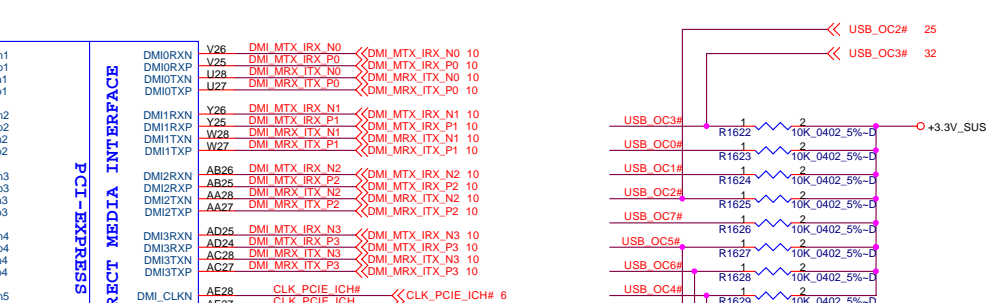 USB_OC2# 25
USB_OC3# 32
DMI0RXN V26 DMI_MTX_IRX_N0 DMI_MTX_IRX_N0 10
DMI0RXP V25 DMI_MTX_IRX_P0 DMI_MTX_IRX_P0 10
DMI0TXN U28 DMI_MRX_ITX_N0 DMI_MRX_ITX_N0 10
DMI0TXP U27 DMI_MRX_ITX_P0 DMI_MRX_ITX_P0 10
DMI1RXN Y26 DMI_MTX_IRX_N1 DMI_MTX_IRX_N1 10
DMI1RXP Y25 DMI_MTX_IRX_P1 DMI_MTX_IRX_P1 10
DMI1TXN W28 DMI_MRX_ITX_N1 DMI_MRX_ITX_N1 10
DMI1TXP W27 DMI_MRX_ITX_P1 DMI_MRX_ITX_P1 10
DMI2RXN AB26 DMI_MTX_IRX_N2 DMI_MTX_IRX_N2 10
DMI2RXP AB25 DMI_MTX_IRX_P2 DMI_MTX_IRX_P2 10
DMI2TXN AA28 DMI_MRX_ITX_N2 DMI_MRX_ITX_N2 10
DMI2TXP AA27 DMI_MRX_ITX_P2 DMI_MRX_ITX_P2 10
DMI3RXN AD25 DMI_MTX_IRX_N3 DMI_MTX_IRX_N3 10
DMI3RXP AD24 DMI_MTX_IRX_P3 DMI_MTX_IRX_P3 10
DMI3TXN AC28 DMI_MRX_ITX_N3 DMI_MRX_ITX_N3 10
DMI3TXP AC27 DMI_MRX_ITX_P3 DMI_MRX_ITX_P3 10
DMI_CLKN AE28 CLK_PCIE_ICH# CLK_PCIE_ICH# 6
AE27 CLK_PCIE_ICH
PCI-EXPRESS
RECT MEDIA INTERFACE
USB_OC3# 1 2
R1622 10K_0402_5%~D
+3.3V_SUS
USB_OC0# 1 2
R1623 10K_0402_5%~D
USB_OC1# 1 2
R1624 10K_0402_5%~D
USB_OC2# 1 2
R1625 10K_0402_5%~D
USB_OC7# 1 2
R1626 10K_0402_5%~D
USB_OC5# 1 2
R1627 10K_0402_5%~D
USB_OC6# 1 2
R1628 10K_0402_5%~D
USB_OC4# 1 2
R1629 10K_0402_5%~D